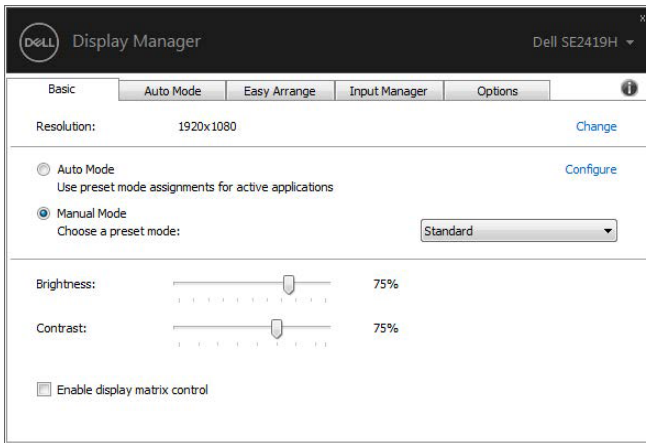 DELL Display Manager Dell SE2419H
Basic Auto Mode Easy Arrange Input Manager Options
Resolution: 1920x1080 Change
Auto Mode Configure
Use preset mode assignments for active applications
Manual Mode
Choose a preset mode: Standard
Brightness: 75%
Contrast: 75%
Enable display matrix control